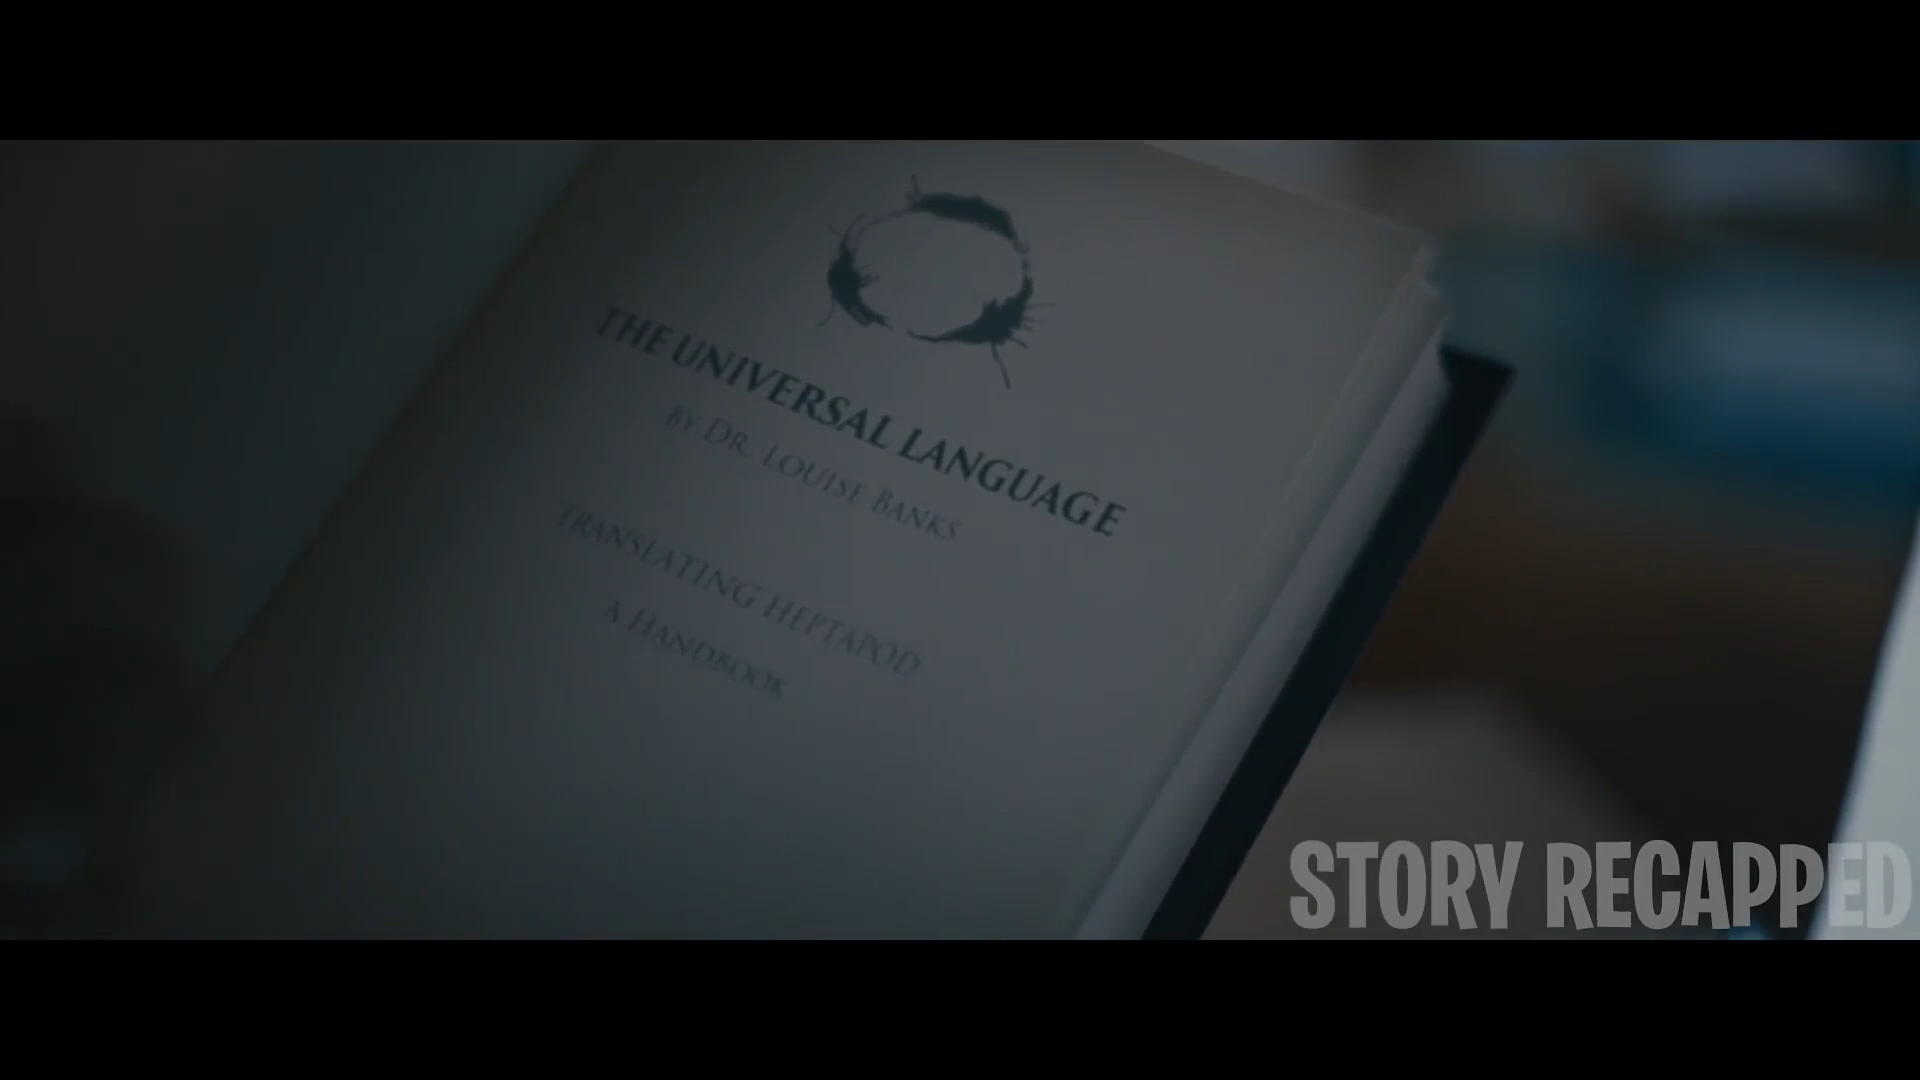 THE UNIVERSAL LANGUAGE
BY DR. LOUISE BANKS
TRANSLATING HEPTAPOD
A HANDBOOK
STORY RECAPPED